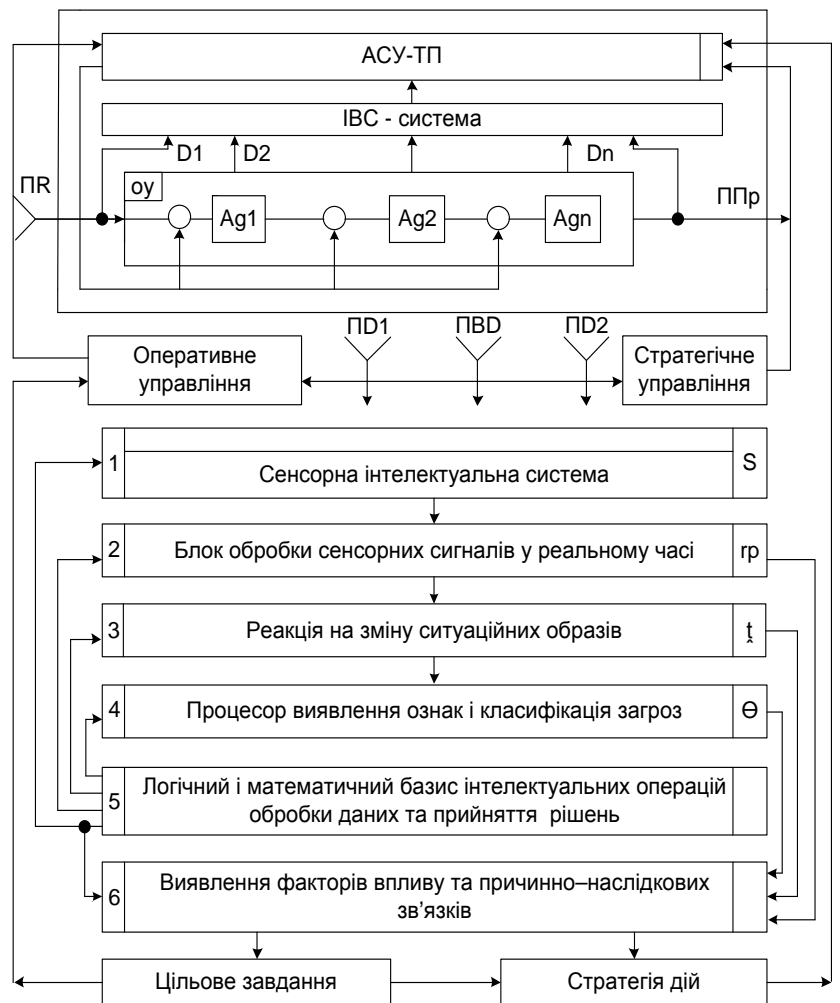 АСУ-ТП
ІВС - система
D1
D2
Dn
ПR
оу
Ag1
Ag2
Agn
ППр
ПD1
ПBD
ПD2
Оперативне
управління
Стратегічне
управління
1
S
Сенсорна інтелектуальна система
2
Блок обробки сенсорних сигналів у реальному часі
rp
3
Реакція на зміну ситуаційних образів
4
Процесор виявлення ознак і класифікація загроз
Ө
5
Логічний і математичний базис інтелектуальних операцій
обробки даних та прийняття рішень
6
Виявлення факторів впливу та причинно–наслідкових
зв’язків
Цільове завдання
Стратегія дій